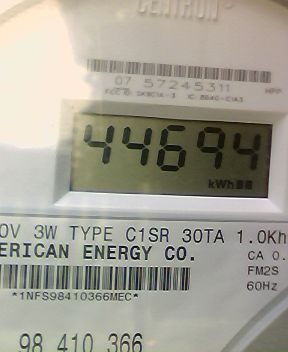 CENTRON®
07 57245311
HPP
44694
kWh
0V 3W TYPE C1SR 30TA 1.0Kh
ERICAN ENERGY CO.
CA 0.
FM2S
60Hz
*1NFS98410366MEC*
98 410 366